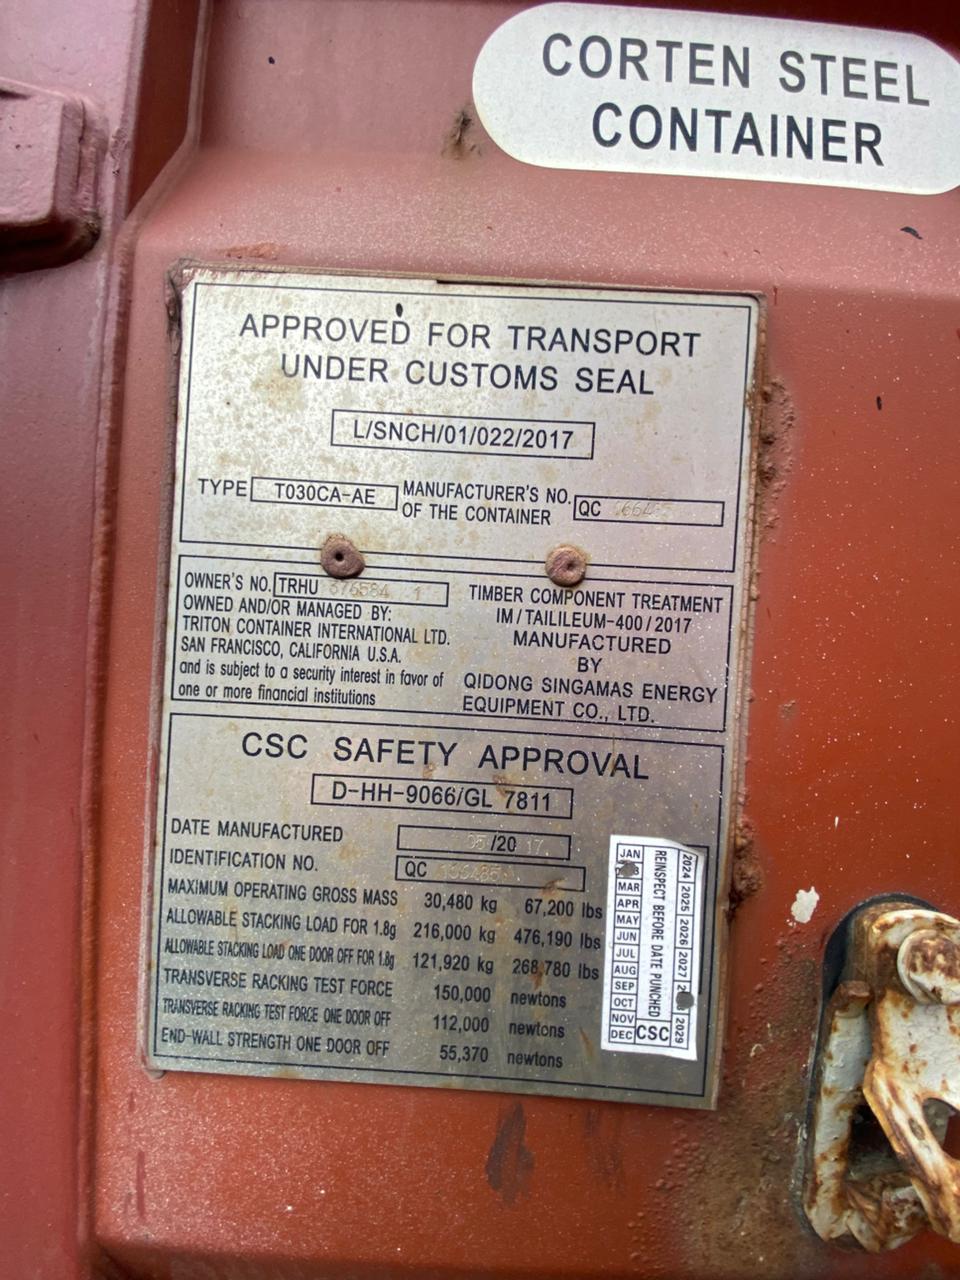 CORTEN STEEL
CONTAINER
APPROVED FOR TRANSPORT
UNDER CUSTOMS SEAL
L/SNCH/01/022/2017
TYPE T030CA-AE MANUFACTURER'S NO.
OF THE CONTAINER QC
OWNER'S NO. TRHU 676584 1
OWNED AND/OR MANAGED BY:
TRITON CONTAINER INTERNATIONAL LTD.
SAN FRANCISCO, CALIFORNIA U.S.A.
and is subject to a security interest in favor of
one or more financial institutions
TIMBER COMPONENT TREATMENT
IM/TAILILEUM-400/2017
MANUFACTURED
BY
QIDONG SINGAMAS ENERGY
EQUIPMENT CO., LTD.
CSC SAFETY APPROVAL
D-HH-9066/GL 7811
DATE MANUFACTURED 05/20 17
IDENTIFICATION NO. QC
MAXIMUM OPERATING GROSS MASS 30,480 kg 67,200 lbs
ALLOWABLE STACKING LOAD FOR 1.8g 216,000 kg 476,190 lbs
ALLOWABLE STACKING LOAD ONE DOOR OFF FOR 1.8g 121,920 kg 268,780 lbs
TRANSVERSE RACKING TEST FORCE 150,000 newtons
TRANSVERSE RACKING TEST FORCE ONE DOOR OFF 112,000 newtons
END-WALL STRENGTH ONE DOOR OFF 55,370 newtons
JAN
MAR
APR
MAY
JUN
JUL
AUG
SEP
OCT
NOV
DEC
REINSPECT BEFORE DATE PUNCHED
CSC
2024 2025 2026 2027 2029